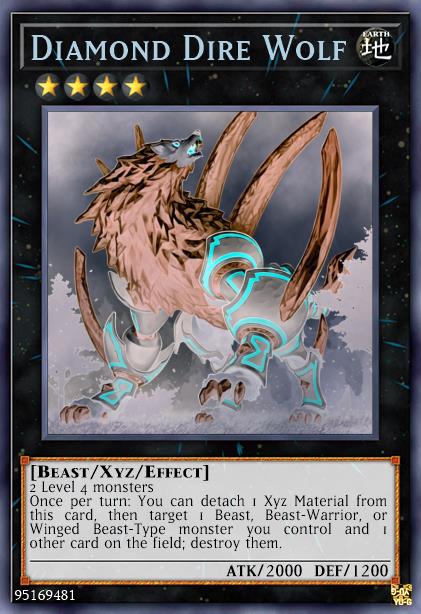 DIAMOND DIRE WOLF
EARTH
地
[BEAST/XYZ/EFFECT]
2 Level 4 monsters
Once per turn: You can detach 1 Xyz Material from
this card, then target 1 Beast, Beast-Warrior, or
Winged Beast-Type monster you control and 1
other card on the field; destroy them.
ATK/2000 DEF/1200
95169481